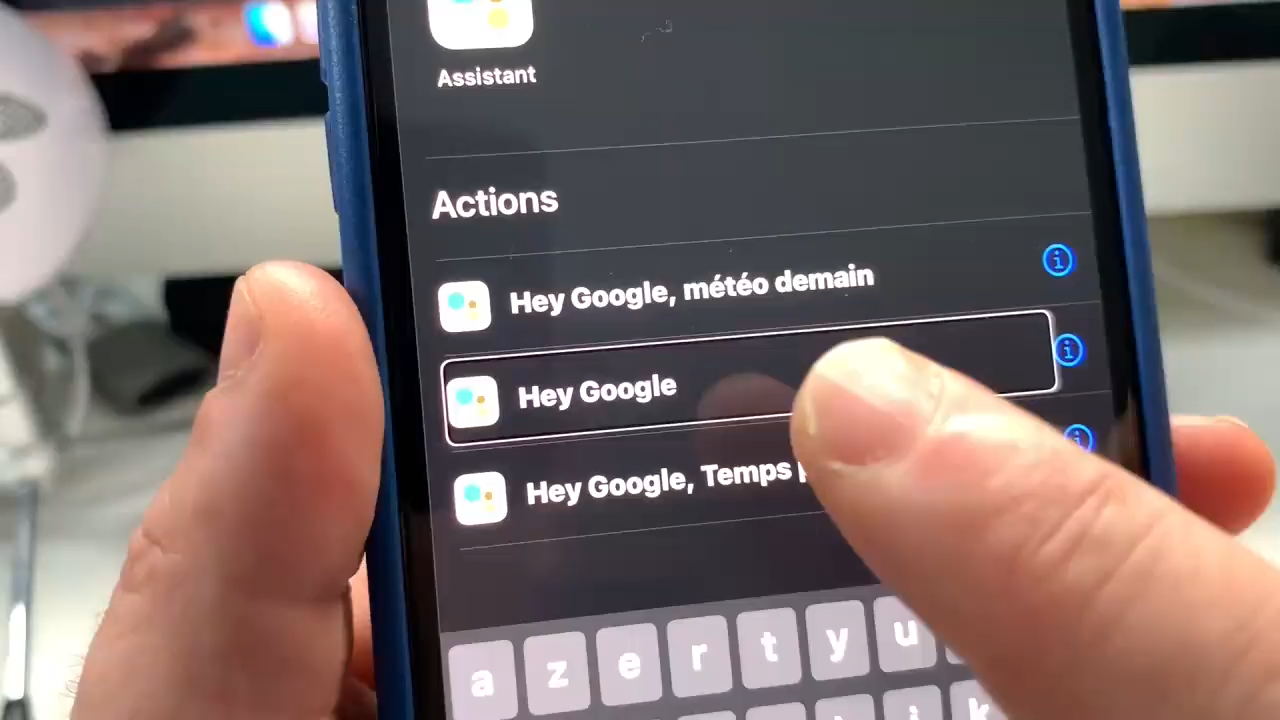 Assistant
Actions
Hey Google, météo demain
Hey Google
Hey Google, Temps
a z e r t y u
i k